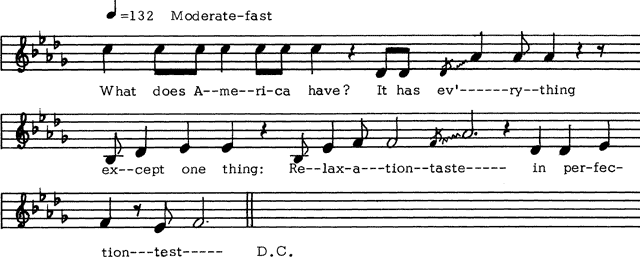 ♩=132 Moderate-fast
What does A--me--ri-ca have? It has ev'------ry--thing
ex--cept one thing: Re--lax-a---tion--taste----- in per-fec-
tion---test----- D.C.